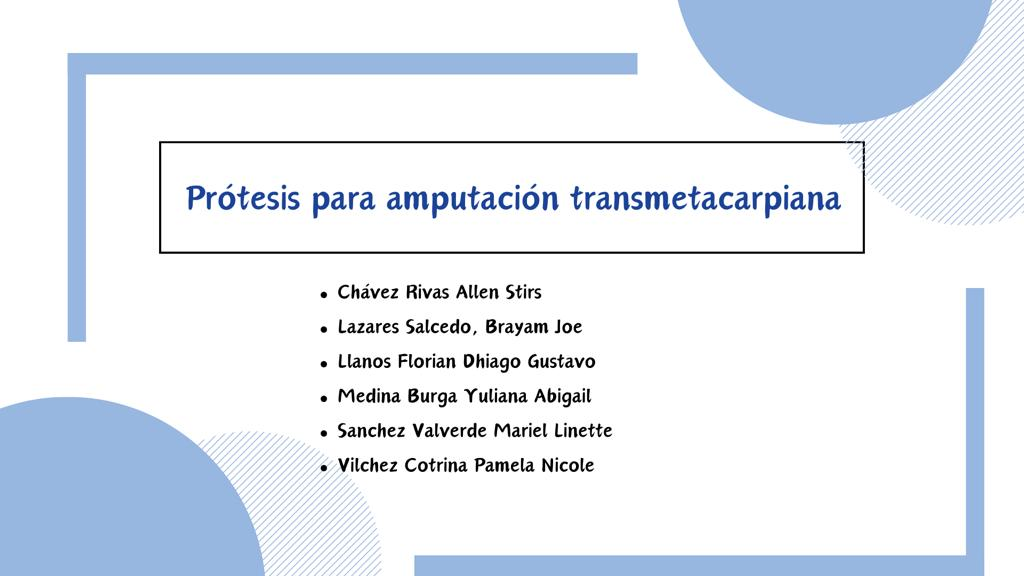 Prótesis para amputación transmetacarpiana
• Chávez Rivas Allen Stirs
• Lazares Salcedo, Brayam Joe
• Llanos Florian Dhiago Gustavo
• Medina Burga Yuliana Abigail
• Sanchez Valverde Mariel Linette
• Vilchez Cotrina Pamela Nicole